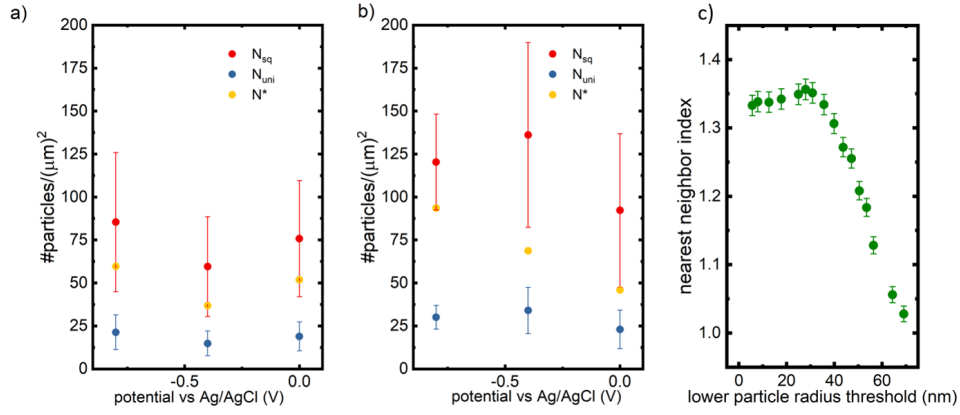 a)
#particles/(μm)²
200
175
150
125
100
75
50
25
0
N_sq
N_uni
N*
-0.5
0.0
potential vs Ag/AgCl (V)
b)
#particles/(μm)²
200
175
150
125
100
75
50
25
0
N_sq
N_uni
N*
-0.5
0.0
potential vs Ag/AgCl (V)
c)
nearest neighbor index
1.4
1.3
1.2
1.1
1.0
0 20 40 60
lower particle radius threshold (nm)